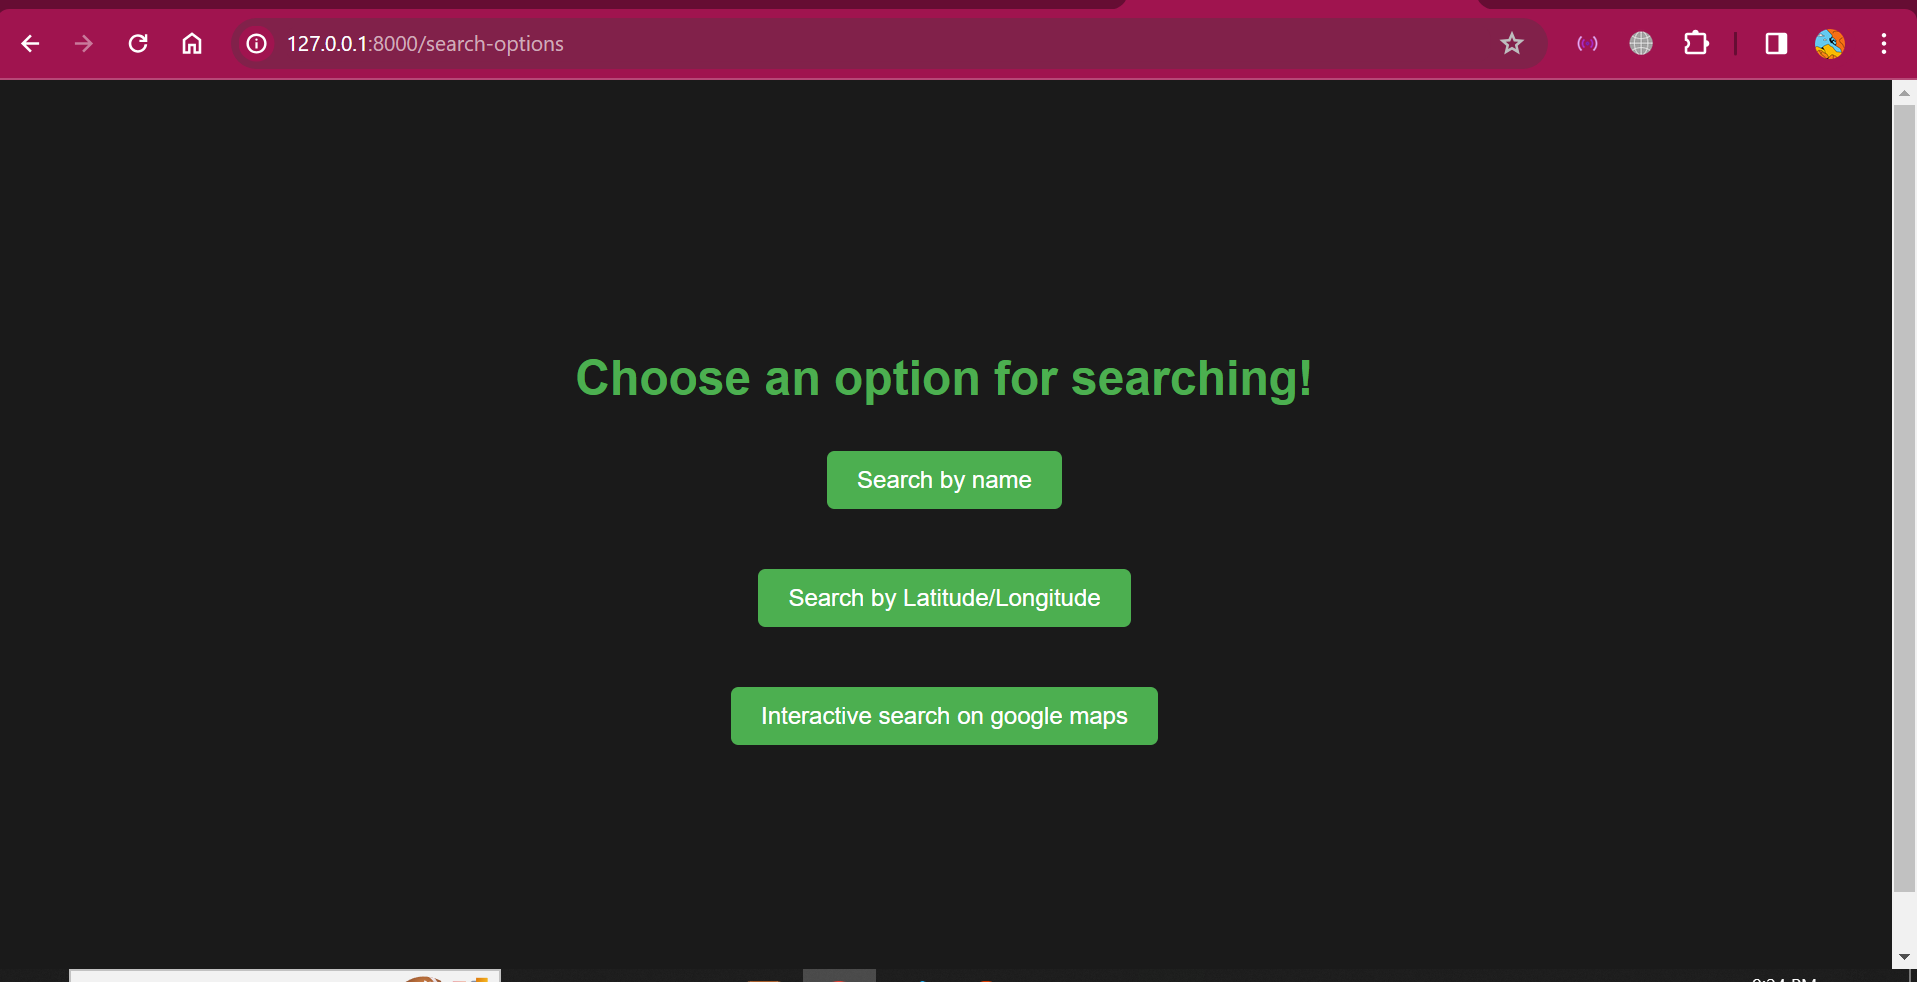 127.0.0.1:8000/search-options
Choose an option for searching!
Search by name
Search by Latitude/Longitude
Interactive search on google maps